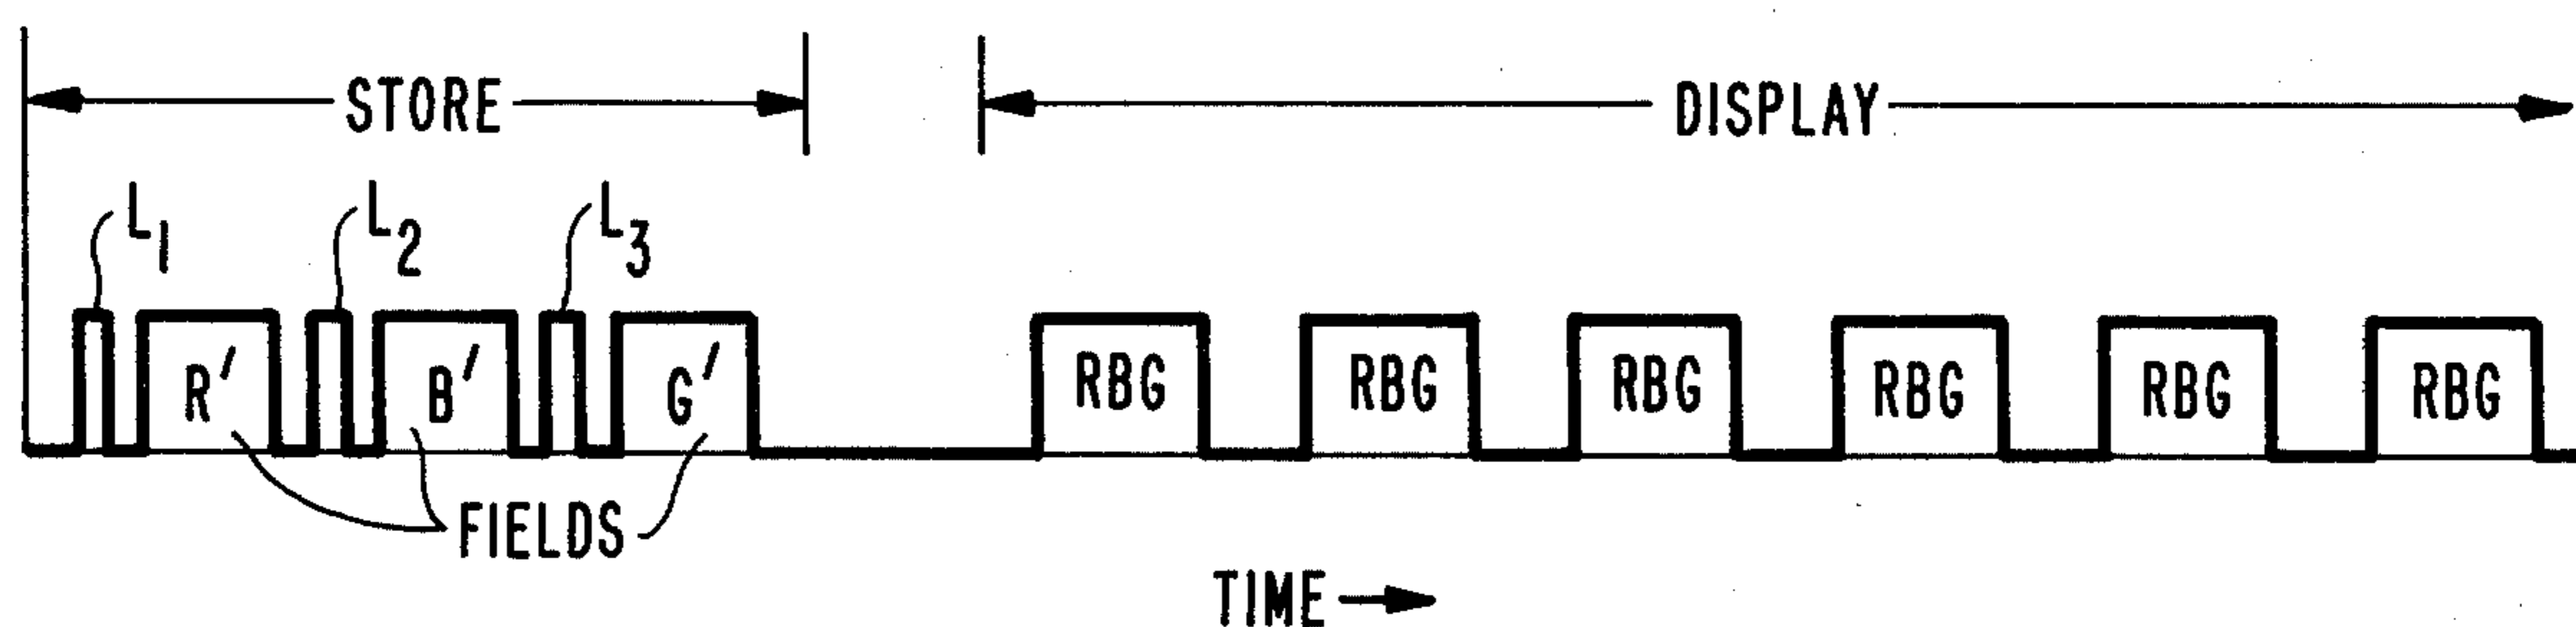 STORE DISPLAY
L1 L2 L3
R' B' G' RBG RBG RBG RBG RBG RBG
FIELDS
TIME